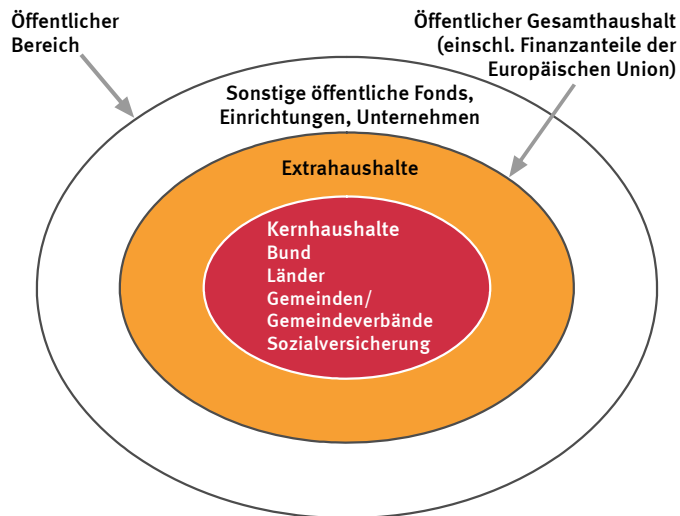 Öffentlicher
Bereich
Öffentlicher Gesamthaushalt
(einschl. Finanzanteile der
Europäischen Union)
Sonstige öffentliche Fonds,
Einrichtungen, Unternehmen
Extrahaushalte
Kernhaushalte
Bund
Länder
Gemeinden/
Gemeindeverbände
Sozialversicherung